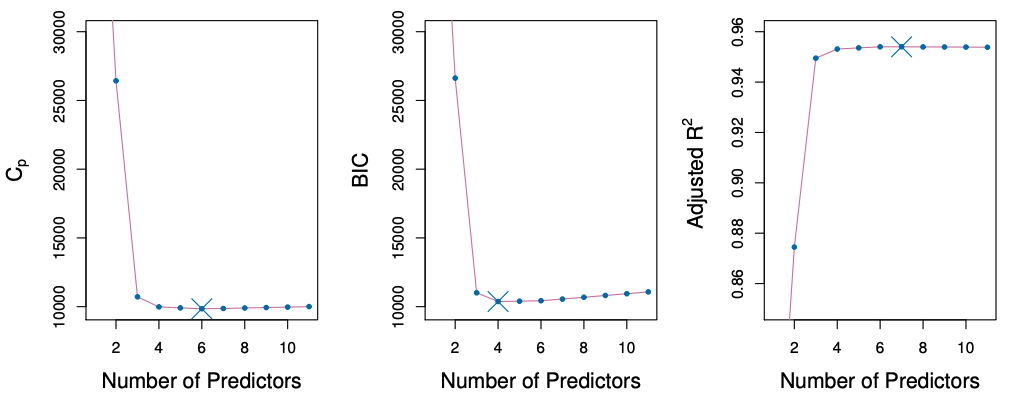 Cp
30000
25000
20000
15000
10000
2 4 6 8 10
Number of Predictors
BIC
30000
25000
20000
15000
10000
2 4 6 8 10
Number of Predictors
Adjusted R²
0.96
0.94
0.92
0.90
0.88
0.86
2 4 6 8 10
Number of Predictors